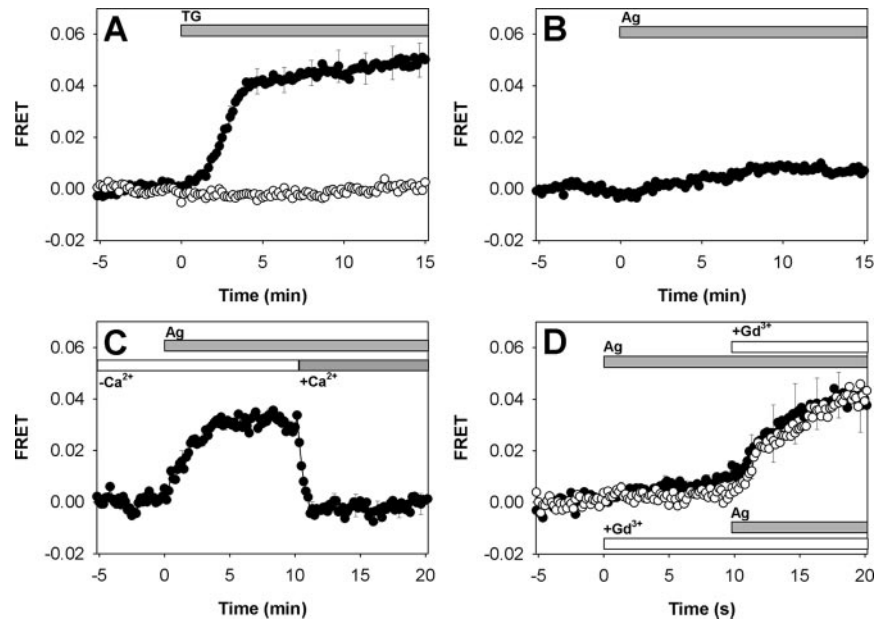 A
TG
0.06
0.04
0.02
0.00
-0.02
FRET
-5 0 5 10 15
Time (min)
B
Ag
0.06
0.04
0.02
0.00
-0.02
FRET
-5 0 5 10 15
Time (min)
C
Ag
-Ca²⁺ +Ca²⁺
0.06
0.04
0.02
0.00
-0.02
FRET
-5 0 5 10 15 20
Time (min)
D
+Gd³⁺
Ag
0.06
0.04
0.02
0.00
-0.02
FRET
Ag
+Gd³⁺
-5 0 5 10 15 20
Time (s)